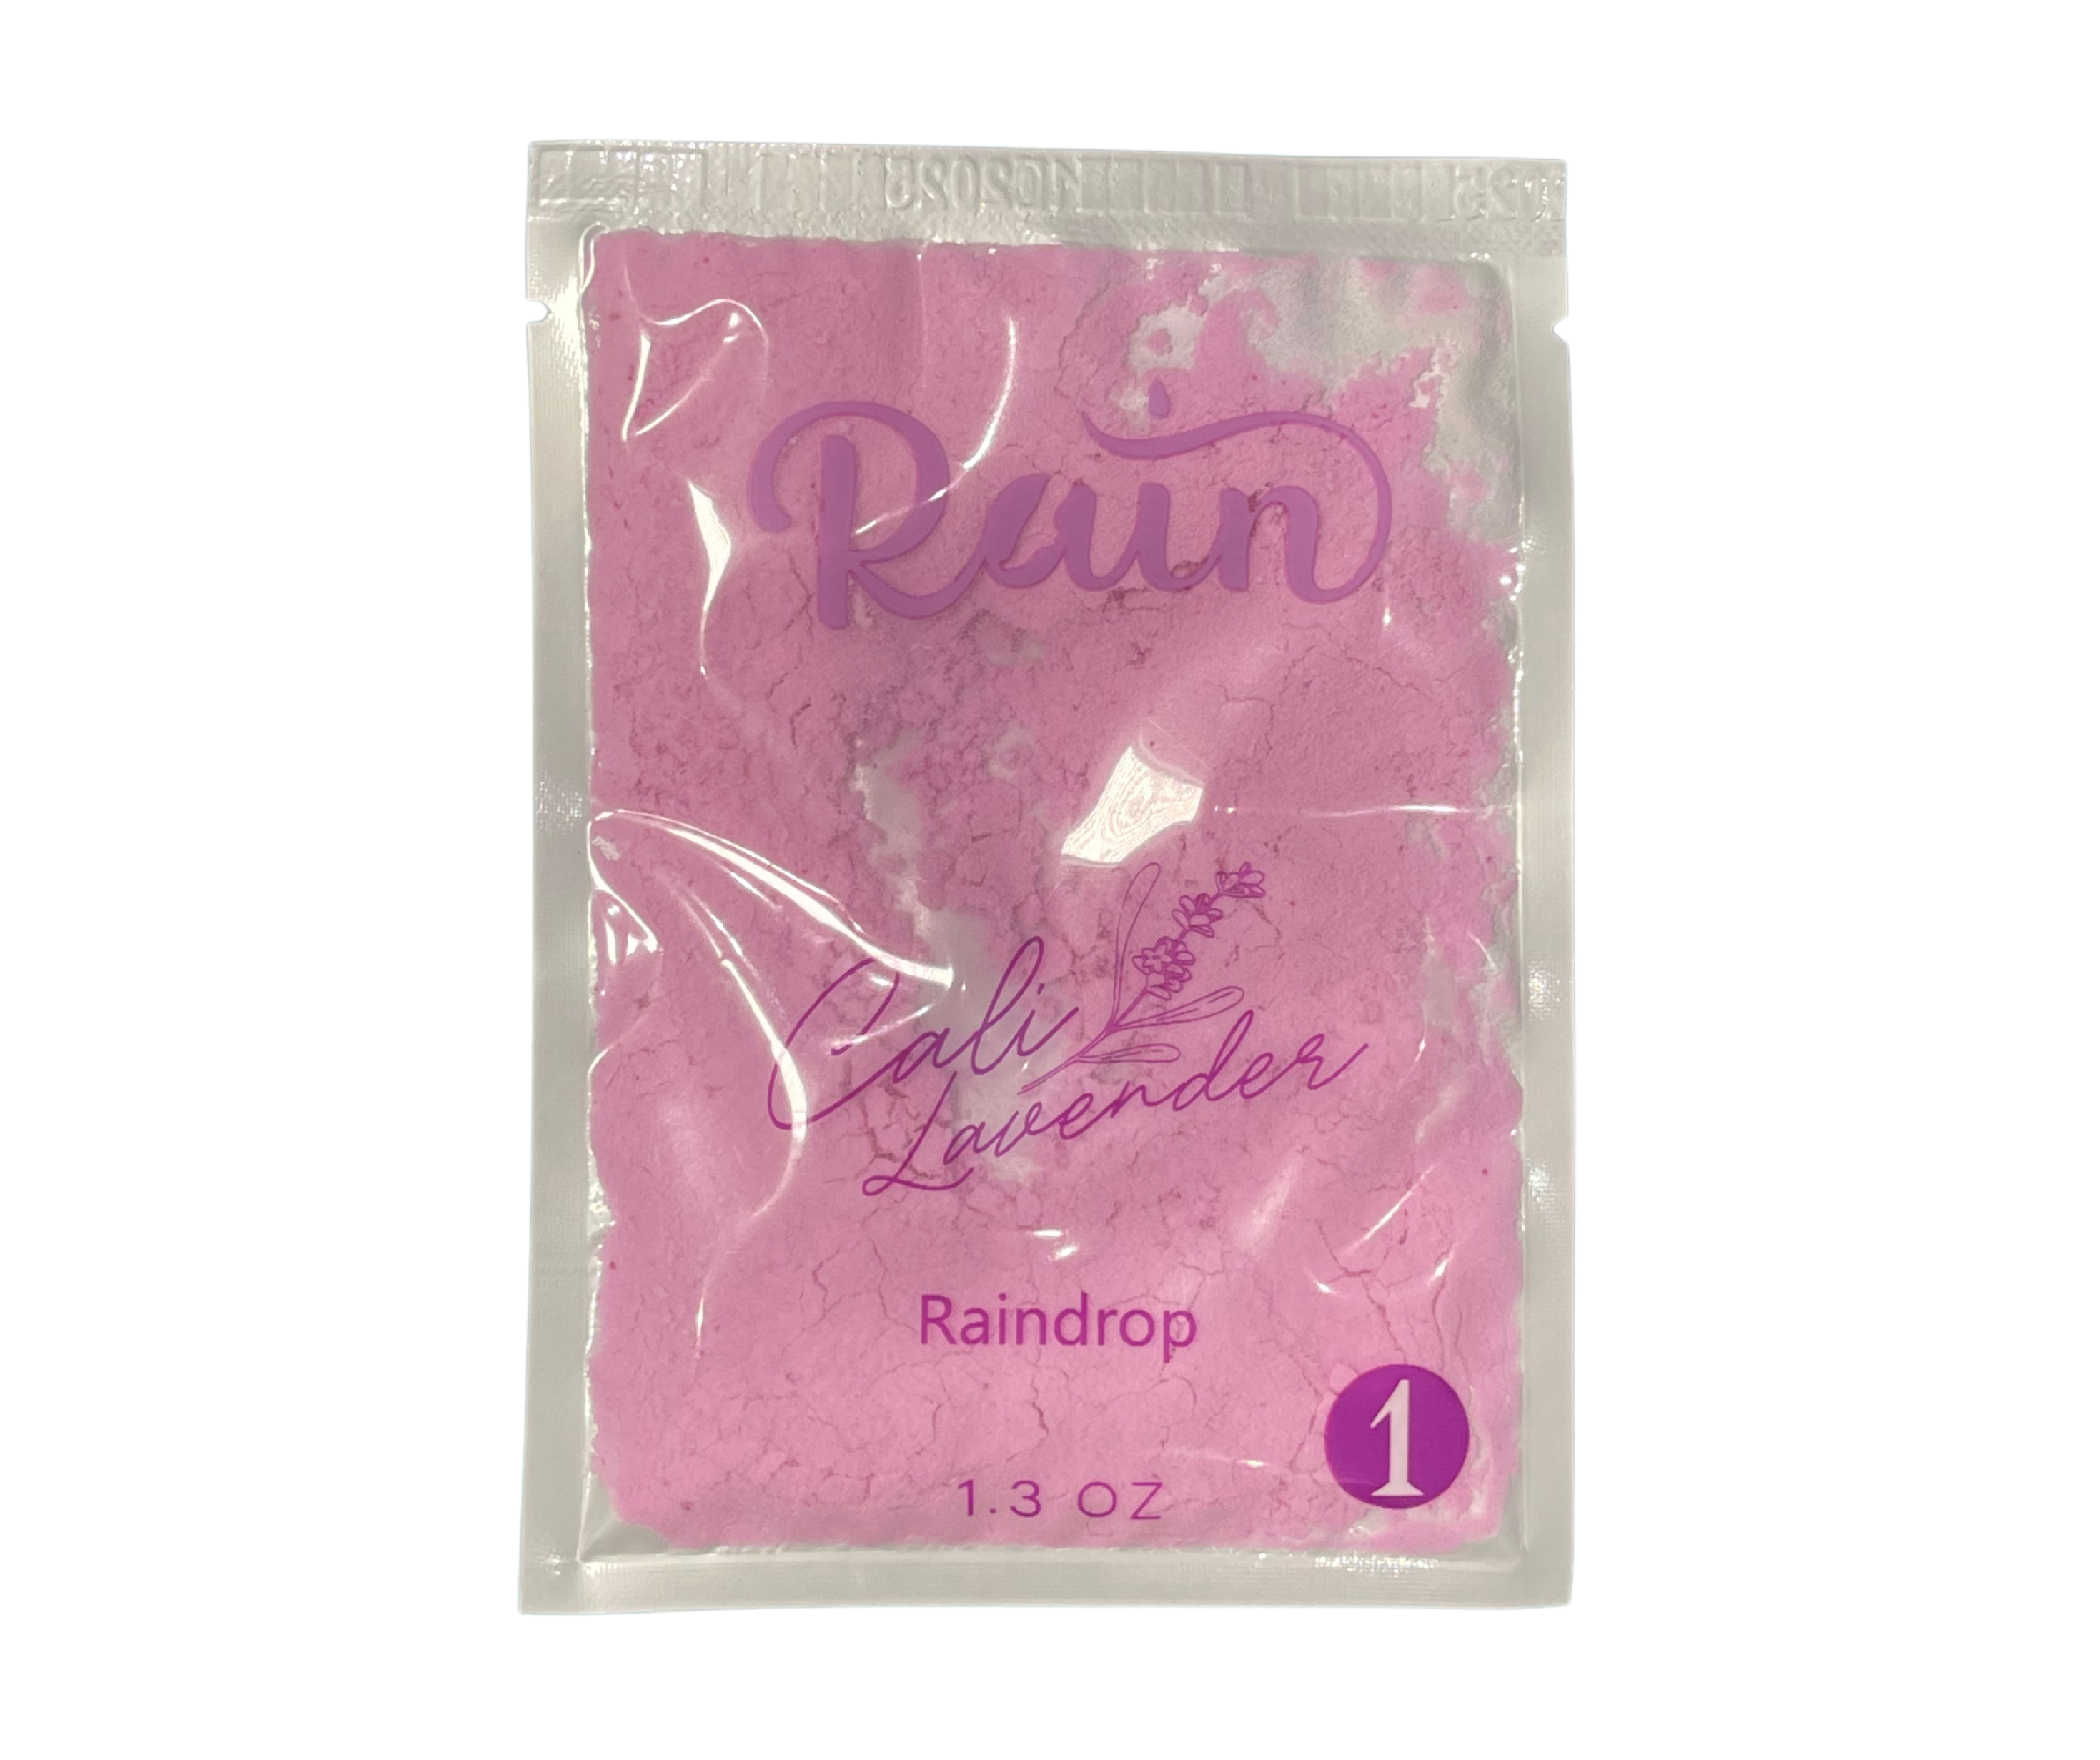 Rain
Cali
Lavender
Raindrop
1
1.3 OZ